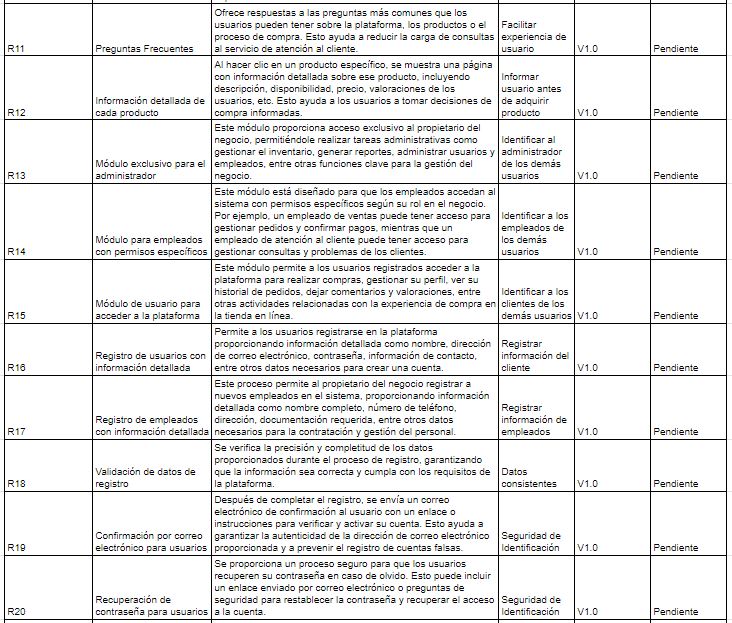 Ofrece respuestas a las preguntas más comunes que los
usuarios pueden tener sobre la plataforma, los productos o el
proceso de compra. Esto ayuda a reducir la carga de consultas
al servicio de atención al cliente.
R11
Preguntas Frecuentes
Facilitar
experiencia de
usuario
V1.0
Pendiente
Al hacer clic en un producto específico, se muestra una página
con información detallada sobre ese producto, incluyendo
descripción, disponibilidad, precio, valoraciones de los
usuarios, etc. Esto ayuda a los usuarios a tomar decisiones de
compra informadas.
R12
Información detallada de
cada producto
Informar
usuario antes
de adquirir
producto
V1.0
Pendiente
Este módulo proporciona acceso exclusivo al propietario del
negocio, permitiéndole realizar tareas administrativas como
gestionar el inventario, generar reportes, administrar usuarios y
empleados, entre otras funciones clave para la gestión del
negocio.
R13
Módulo exclusivo para el
administrador
Identificar al
administrador
de los demás
usuarios
V1.0
Pendiente
Este módulo está diseñado para que los empleados accedan al
sistema con permisos específicos según su rol en el negocio.
Por ejemplo, un empleado de ventas puede tener acceso para
gestionar pedidos y confirmar pagos, mientras que un
empleado de atención al cliente puede tener acceso para
gestionar consultas y problemas de los clientes.
R14
Módulo para empleados
con permisos específicos
Identificar a los
empleados de
los demás
usuarios
V1.0
Pendiente
Este módulo permite a los usuarios registrados acceder a la
plataforma para realizar compras, gestionar su perfil, ver su
historial de pedidos, dejar comentarios y valoraciones, entre
otras actividades relacionadas con la experiencia de compra en
la tienda en línea.
R15
Módulo de usuario para
acceder a la plataforma
Identificar a los
clientes de los
demás usuarios
V1.0
Pendiente
Permite a los usuarios registrarse en la plataforma
proporcionando información detallada como nombre, dirección
de correo electrónico, contraseña, información de contacto,
entre otros datos necesarios para crear una cuenta.
R16
Registro de usuarios con
información detallada
Registrar
información del
cliente
V1.0
Pendiente
Este proceso permite al propietario del negocio registrar a
nuevos empleados en el sistema, proporcionando información
detallada como nombre completo, número de teléfono,
dirección, documentación requerida, entre otros datos
necesarios para la contratación y gestión del personal.
R17
Registro de empleados
con información detallada
Registrar
información de
empleados
V1.0
Pendiente
Se verifica la precisión y completitud de los datos
proporcionados durante el proceso de registro, garantizando
que la información sea correcta y cumpla con los requisitos de
la plataforma.
R18
Validación de datos de
registro
Datos
consistentes
V1.0
Pendiente
Después de completar el registro, se envía un correo
electrónico de confirmación al usuario con un enlace o
instrucciones para verificar y activar su cuenta. Esto ayuda a
garantizar la autenticidad de la dirección de correo electrónico
proporcionada y a prevenir el registro de cuentas falsas.
R19
Confirmación por correo
electrónico para usuarios
Seguridad de
Identificación
V1.0
Pendiente
Se proporciona un proceso seguro para que los usuarios
recuperen su contraseña en caso de olvido. Esto puede incluir
un enlace enviado por correo electrónico o preguntas de
seguridad para restablecer la contraseña y recuperar el acceso
a la cuenta.
R20
Recuperación de
contraseña para usuarios
Seguridad de
Identificación
V1.0
Pendiente